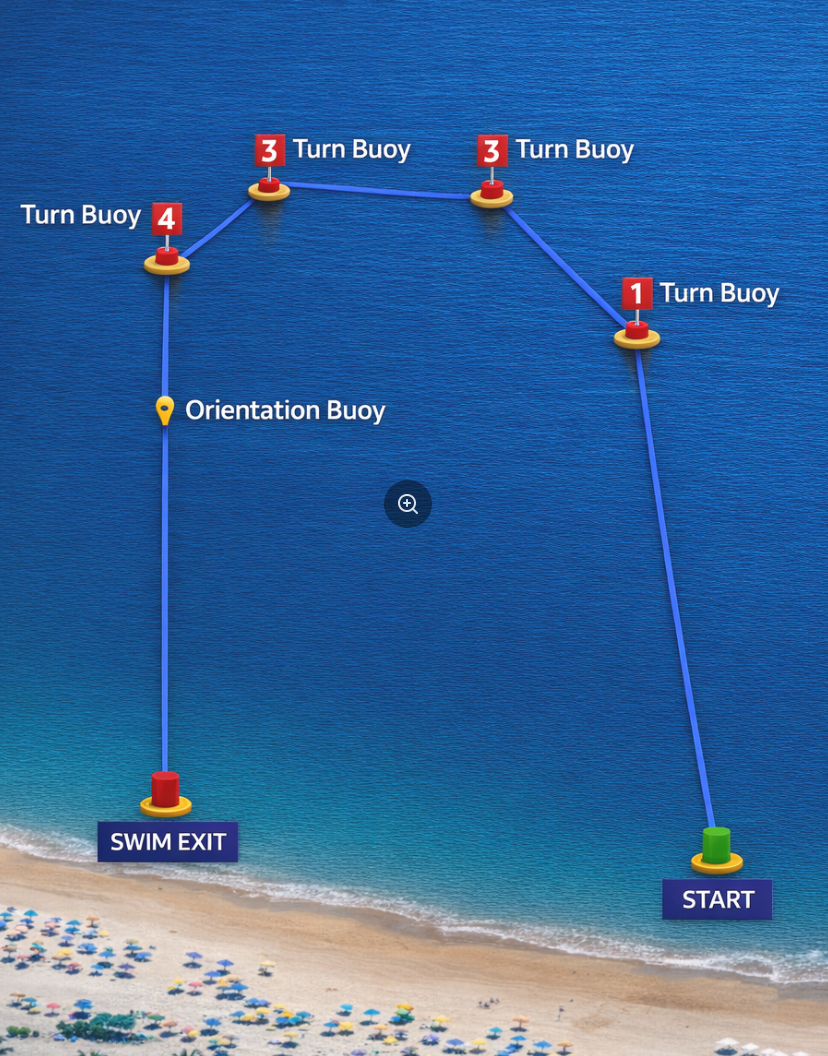 3 Turn Buoy
3 Turn Buoy
Turn Buoy 4
1 Turn Buoy
Orientation Buoy
SWIM EXIT
START